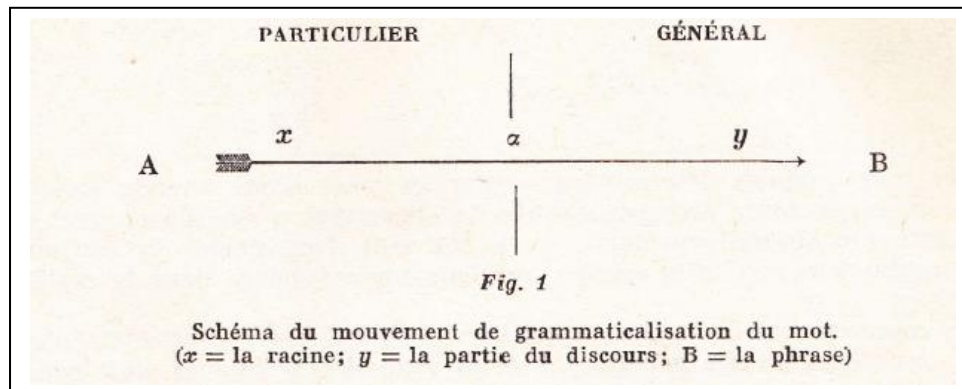 PARTICULIER GÉNÉRAL
x α y
A B
Fig. 1
Schéma du mouvement de grammaticalisation du mot.
(x = la racine; y = la partie du discours; B = la phrase)